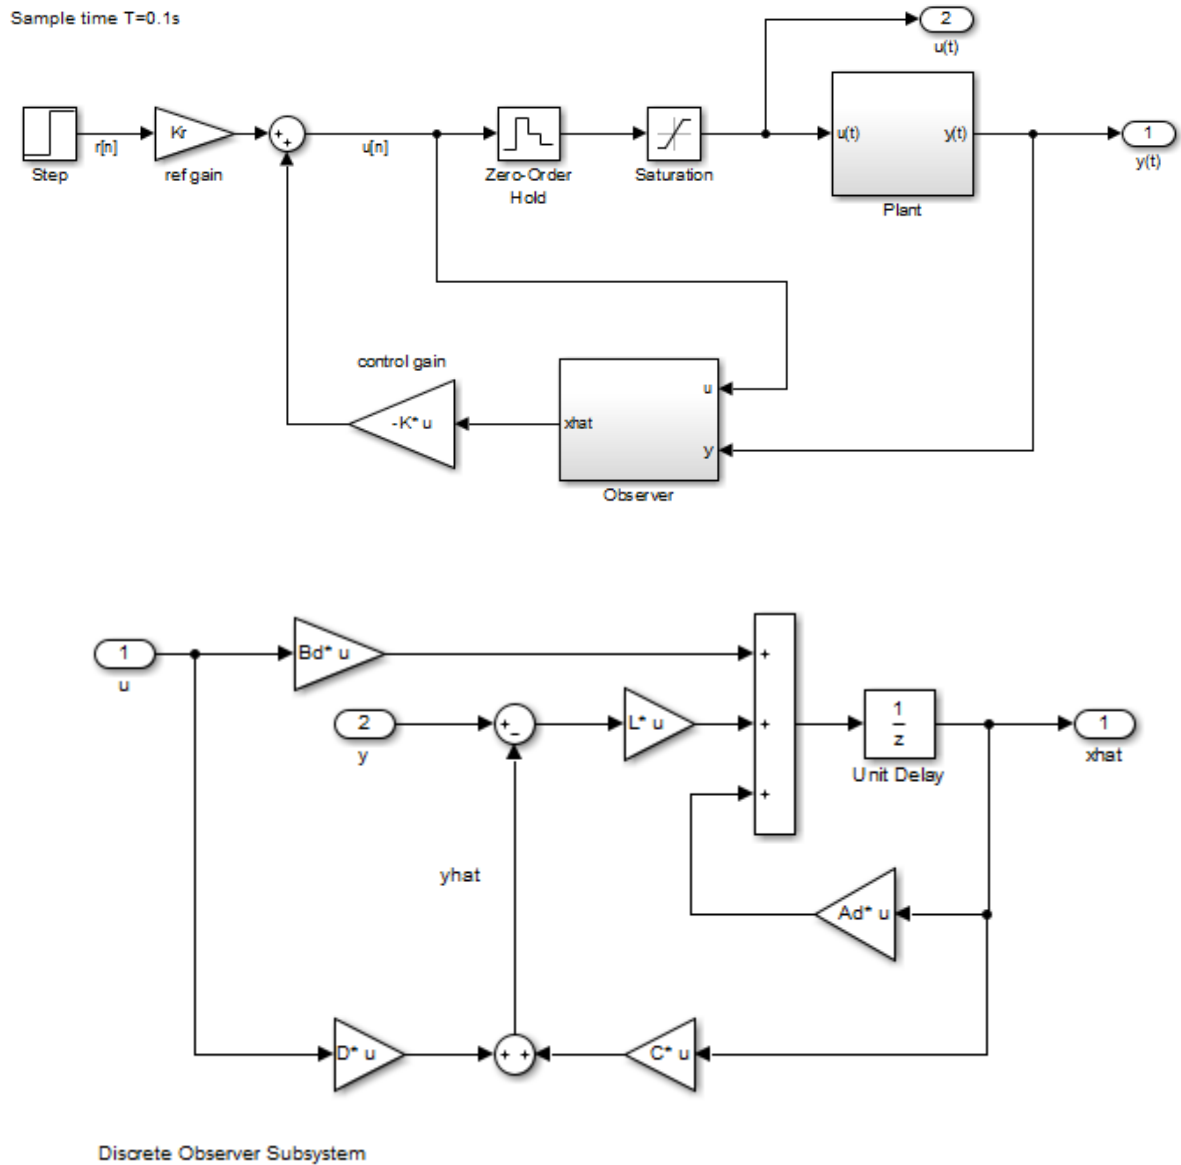 Sample time T=0.1s
2
u(t)
Kr
r[n]
u[n]
u(t)
y(t)
1
y(t)
Step
ref gain
Zero-Order
Hold
Saturation
Plant
control gain
-K* u
xhat
u
y
Observer
1
u
Bd* u
2
y
L* u
1
z
Unit Delay
1
xhat
yhat
Ad* u
D* u
C* u
Discrete Observer Subsystem